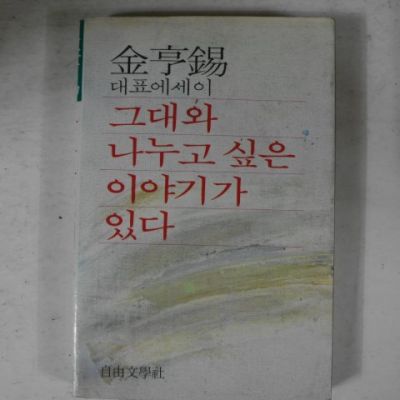 金亨錫
대표에세이
그대와
나누고 싶은
이야기가
있다
自由文學社